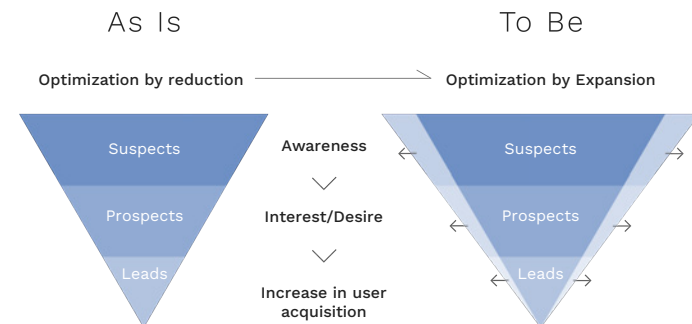 As Is
To Be
Optimization by reduction
Optimization by Expansion
Suspects
Awareness
Suspects
Prospects
Interest/Desire
Prospects
Leads
Leads
Increase in user
acquisition